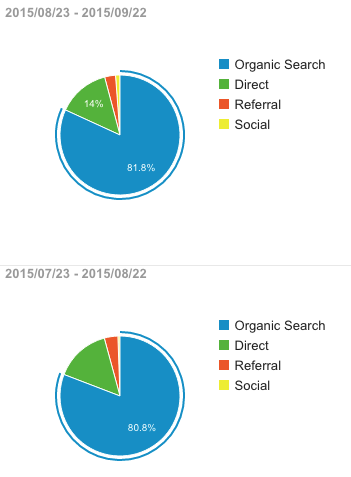 2015/08/23 - 2015/09/22
Organic Search
Direct
Referral
Social
14%
81.8%
2015/07/23 - 2015/08/22
Organic Search
Direct
Referral
Social
80.8%